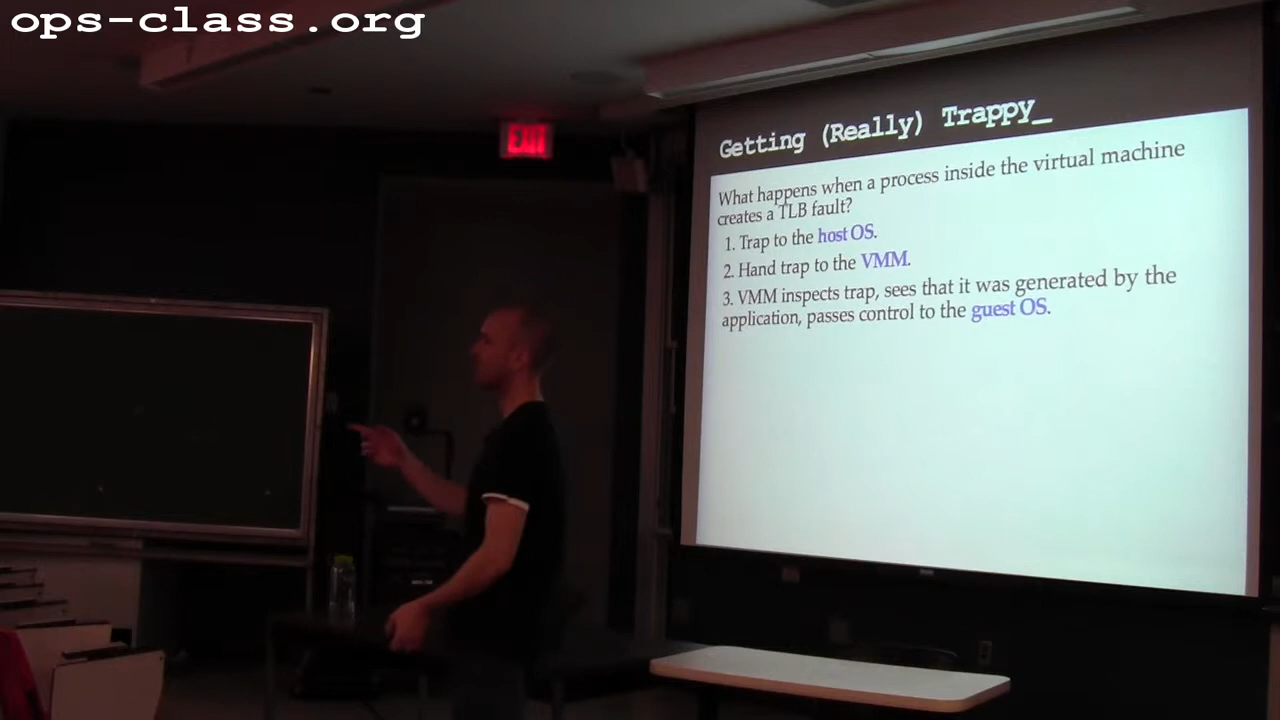 ops-class.org
EXIT
Getting (Really) Trappy_
What happens when a process inside the virtual machine
creates a TLB fault?
1. Trap to the host OS.
2. Hand trap to the VMM.
3. VMM inspects trap, sees that it was generated by the
application, passes control to the guest OS.